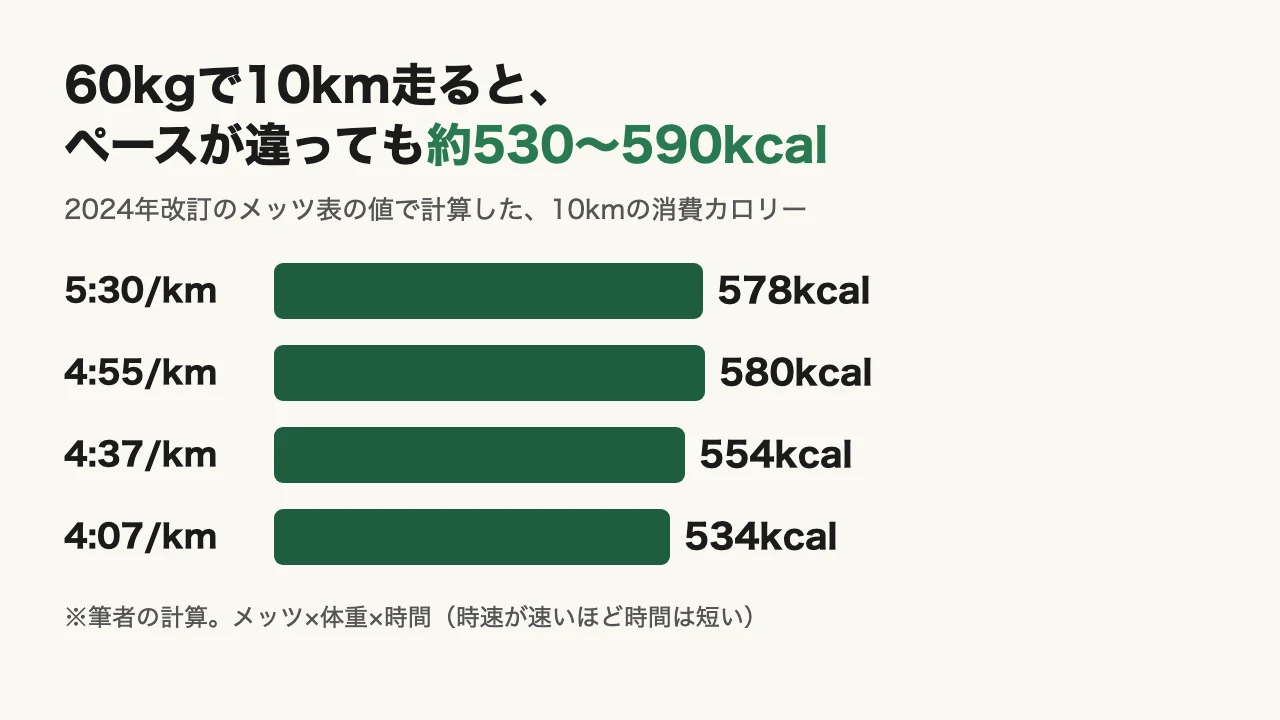 60kgで10km走ると、
ペースが違っても約530〜590kcal
2024年改訂のメッツ表の値で計算した、10kmの消費カロリー
5:30/km 578kcal
4:55/km 580kcal
4:37/km 554kcal
4:07/km 534kcal
※筆者の計算。メッツ×体重×時間（時速が速いほど時間は短い）